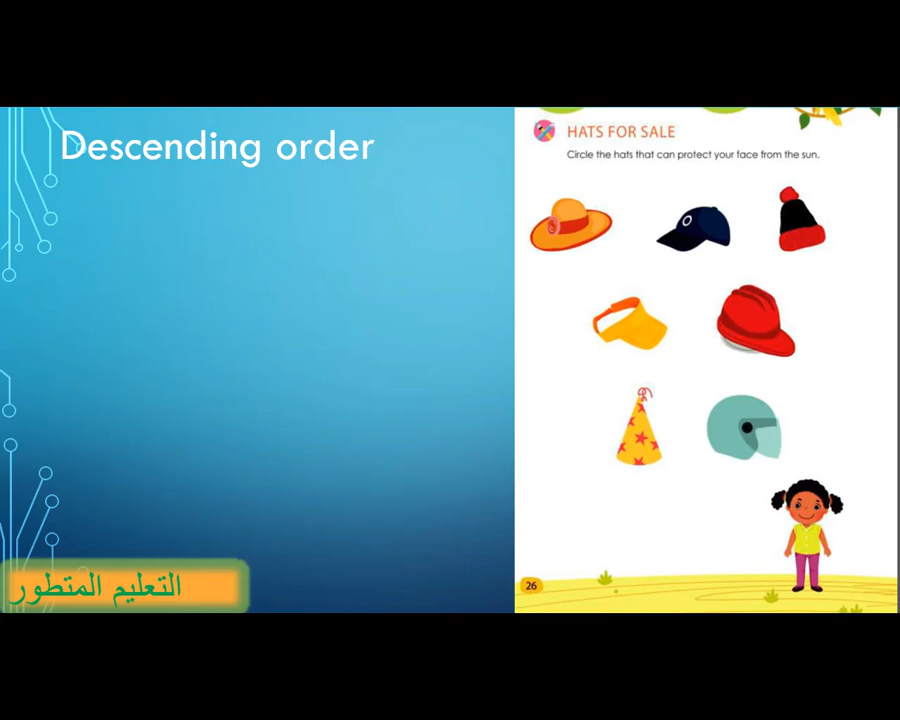 Descending order
HATS FOR SALE
Circle the hats that can protect your face from the sun.
26
التعليم المتطور